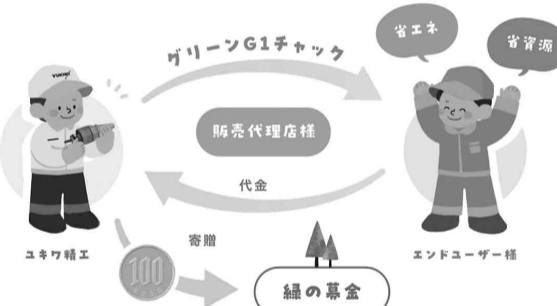 省エネ
省資源
グリーンG1チャック
YUKIWA
販売代理店様
代金
ユキワ精工
エンドユーザー様
寄贈
100
緑の募金